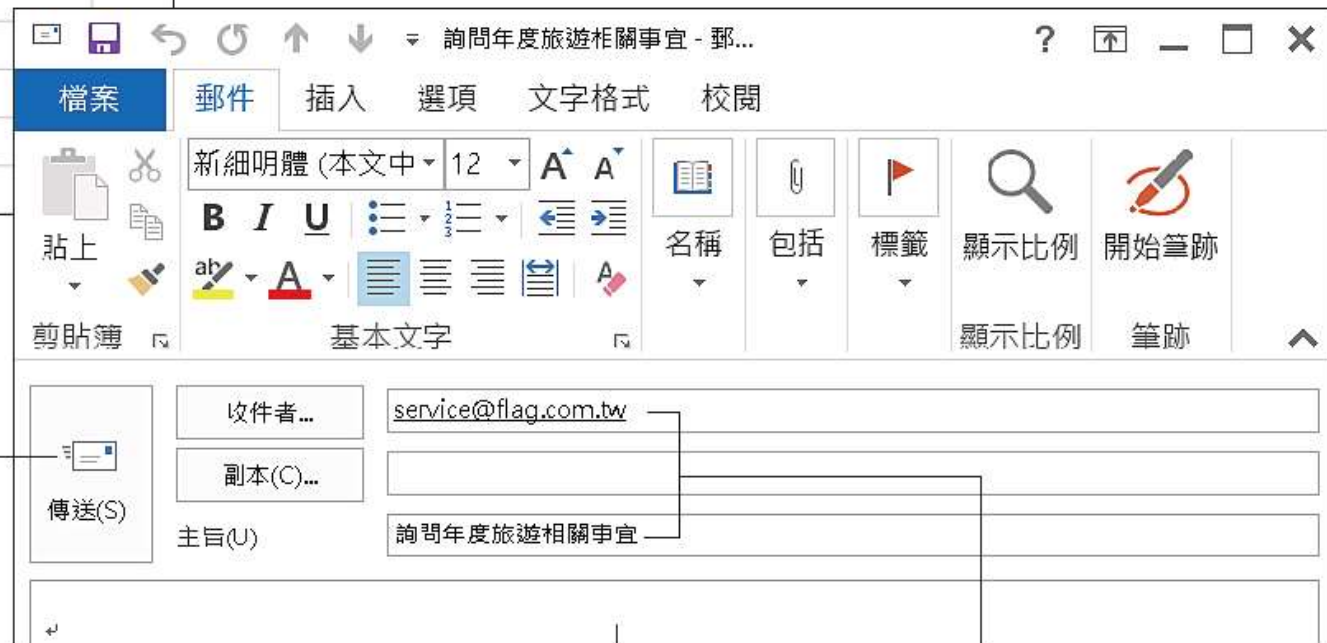 詢問年度旅遊相關事宜 - 郵...
?
檔案 郵件 插入 選項 文字格式 校閱
貼上
新細明體 (本文中 12 A A
B I U
ab A A
名稱 包括 標籤 顯示比例 開始筆跡
剪貼簿 基本文字 顯示比例 筆跡
傳送(S)
收件者... service@flag.com.tw
副本(C)...
主旨(U) 詢問年度旅遊相關事宜